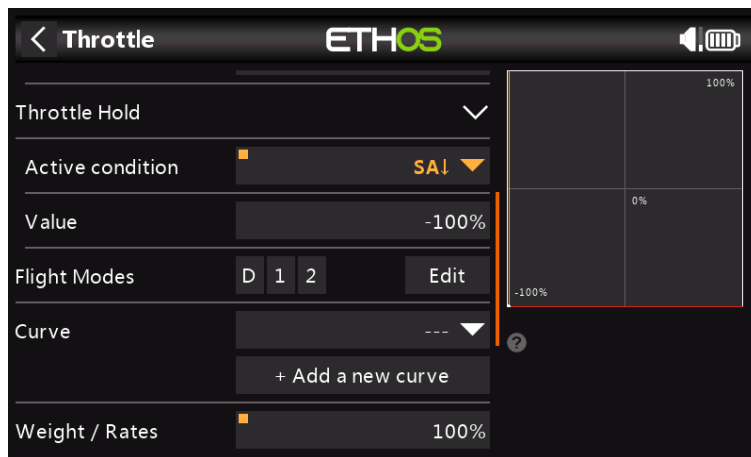 Throttle
ETHOS
100%
Throttle Hold
Active condition
SA↓
0%
Value
-100%
Flight Modes
D 1 2
Edit
-100%
Curve
---
?
+ Add a new curve
Weight / Rates
100%